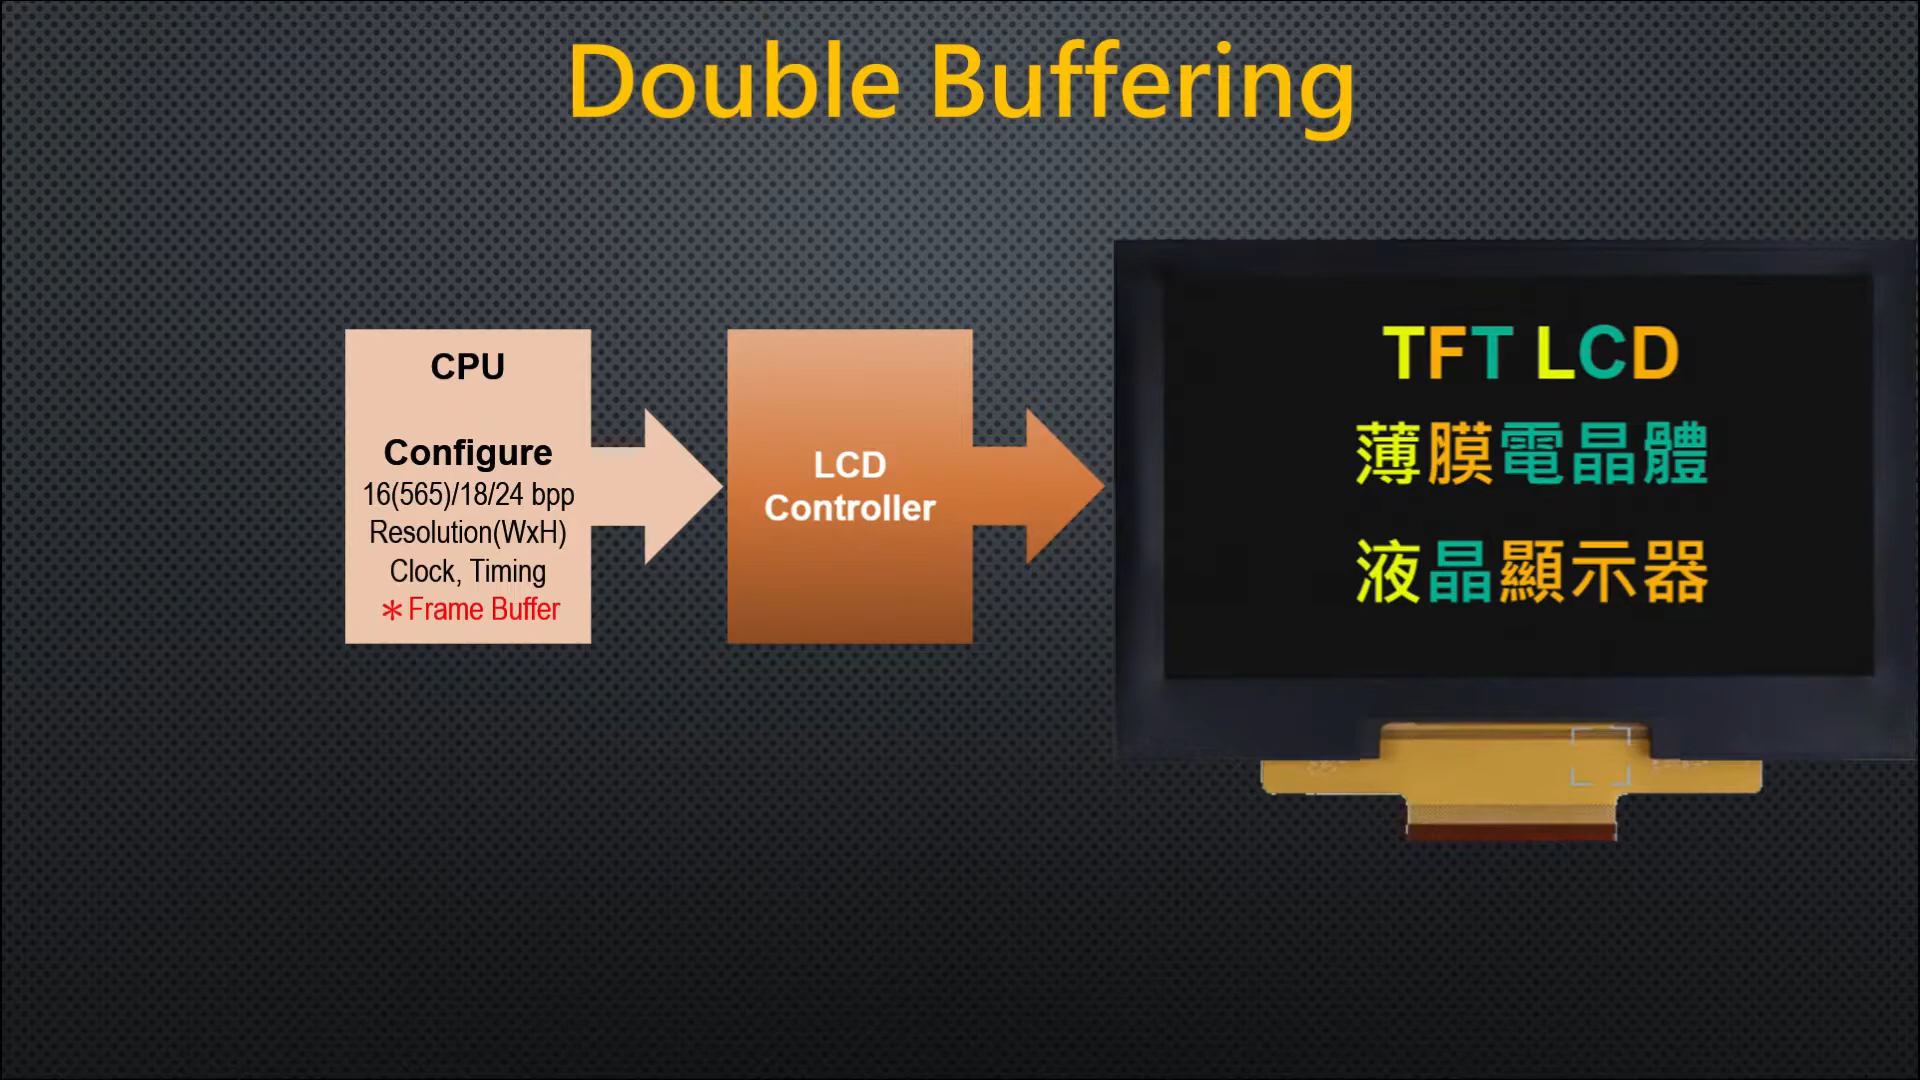 Double Buffering
CPU
Configure
16(565)/18/24 bpp
Resolution(WxH)
Clock, Timing
＊Frame Buffer
LCD
Controller
TFT LCD
薄膜電晶體
液晶顯示器